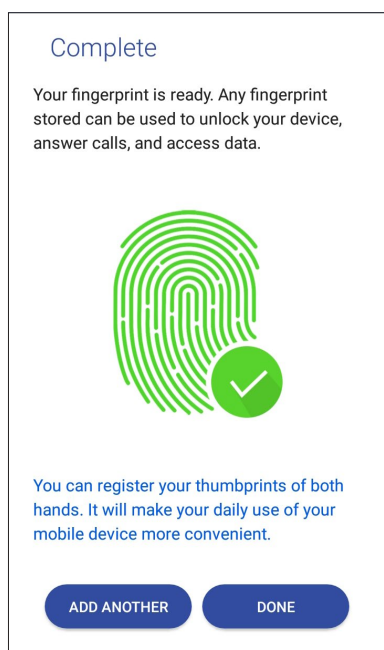 Complete
Your fingerprint is ready. Any fingerprint
stored can be used to unlock your device,
answer calls, and access data.
You can register your thumbprints of both
hands. It will make your daily use of your
mobile device more convenient.
ADD ANOTHER
DONE